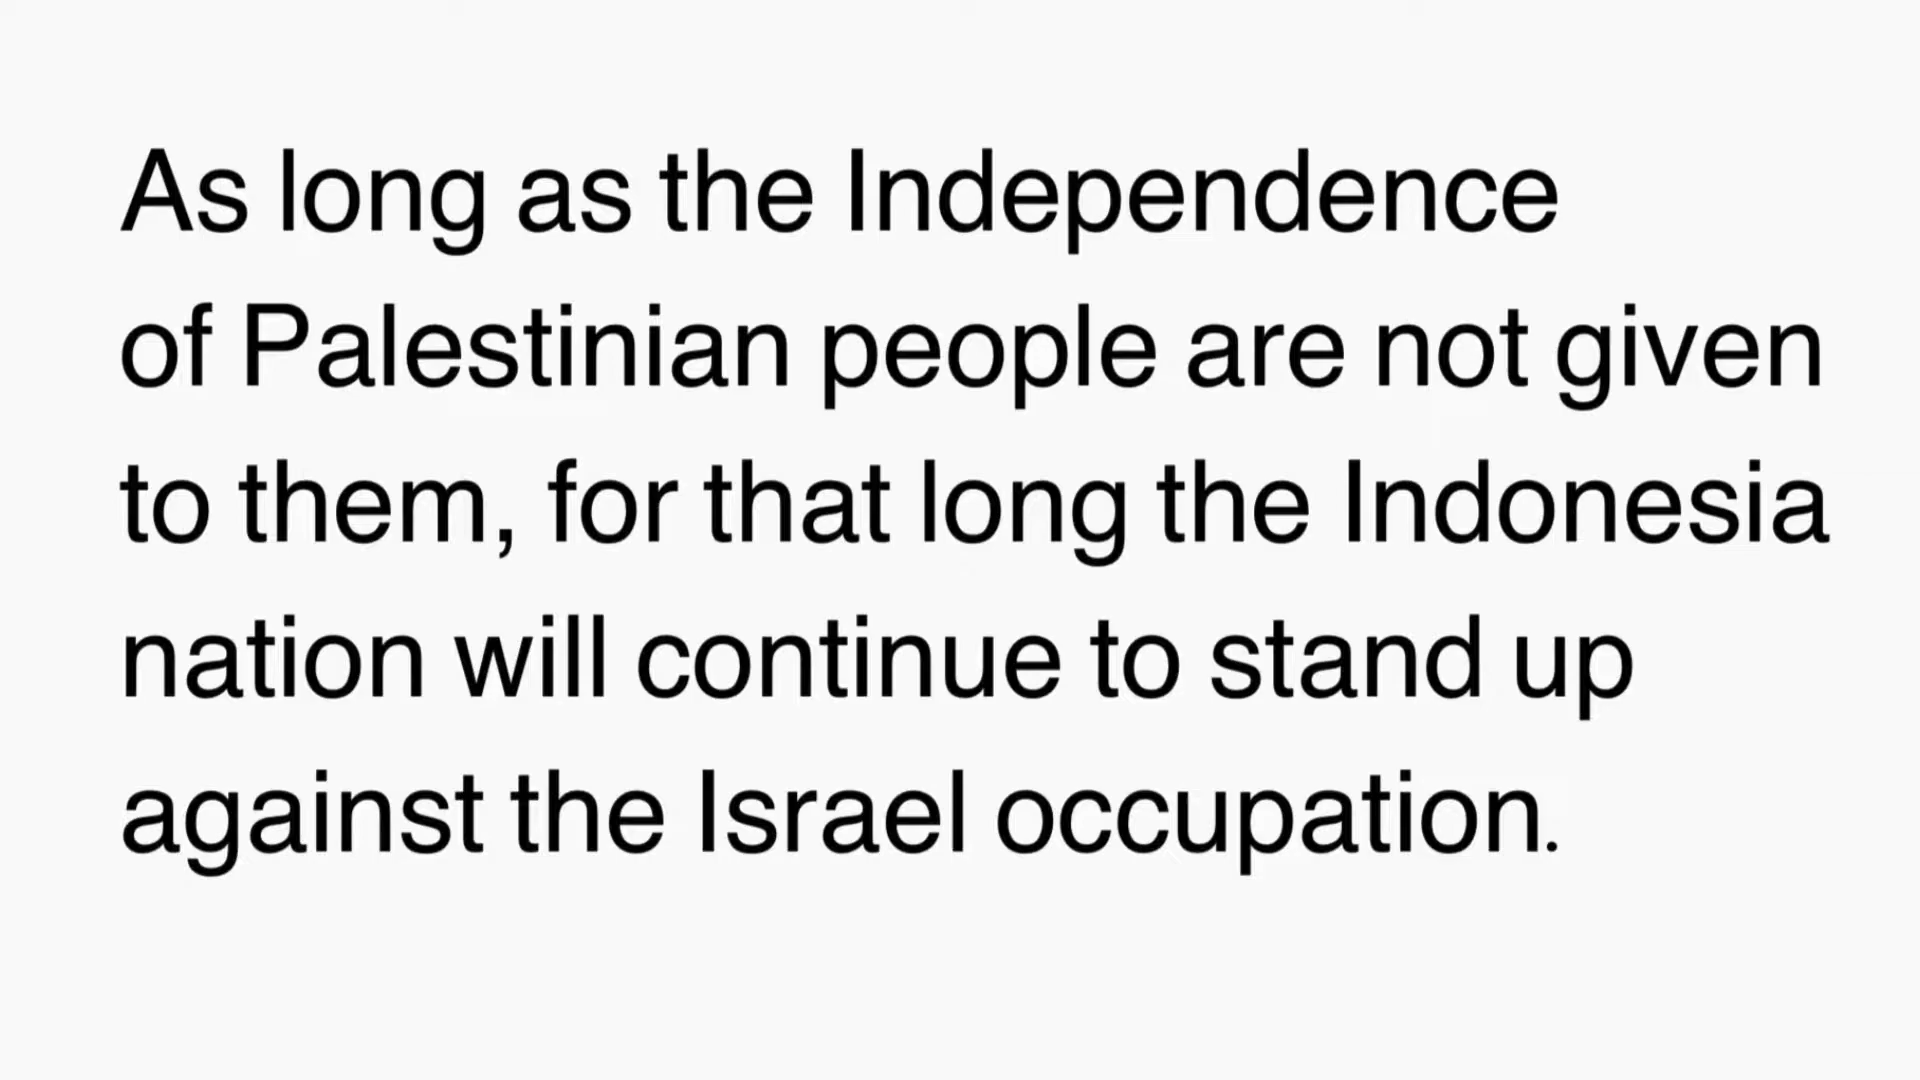 As long as the Independence
of Palestinian people are not given
to them, for that long the Indonesia
nation will continue to stand up
against the Israel occupation.